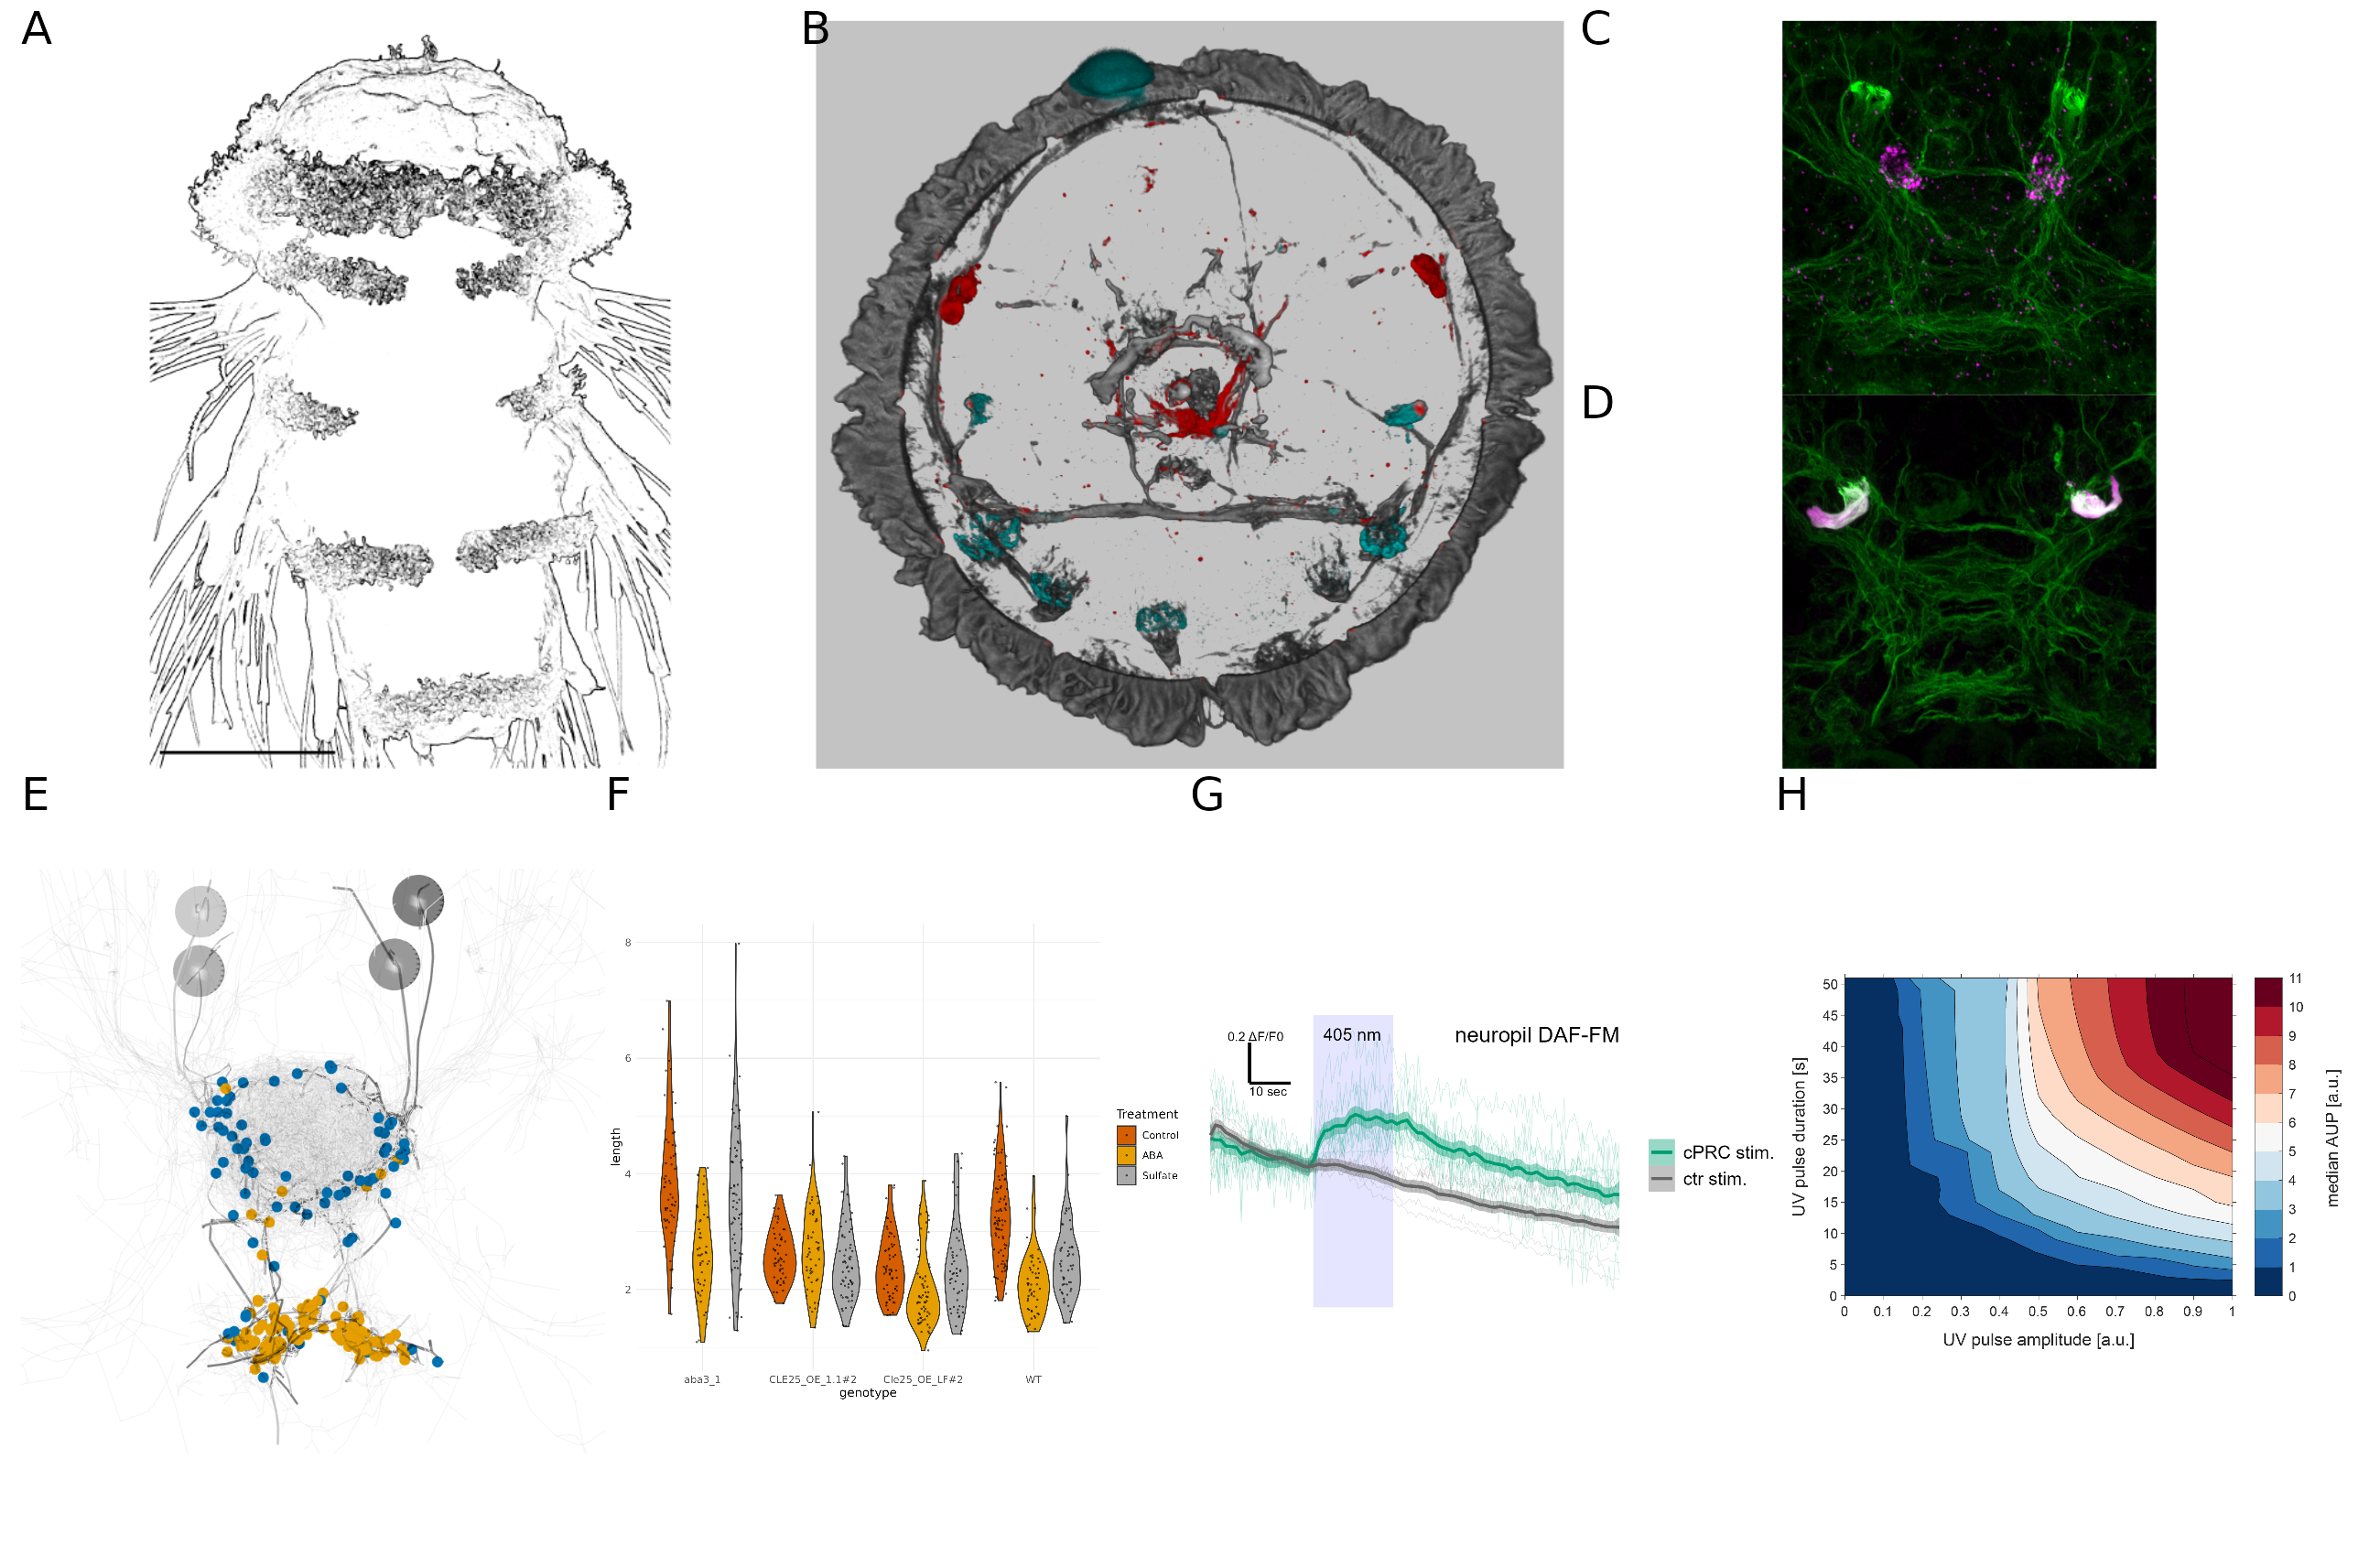 A
B
C
D
E
F
G
H
8
6
4
2
length
aba3_1
CLE25_OE_1.1#2
Cle25_OE_LF#2
WT
genotype
Treatment
Control
ABA
Sulfate
0.2 ΔF/F0
10 sec
405 nm
neuropil DAF-FM
cPRC stim.
ctr stim.
UV pulse duration [s]
50
45
40
35
30
25
20
15
10
5
0
0 0.1 0.2 0.3 0.4 0.5 0.6 0.7 0.8 0.9 1
UV pulse amplitude [a.u.]
11
10
9
8
7
6
5
4
3
2
1
0
median AUP [a.u.]